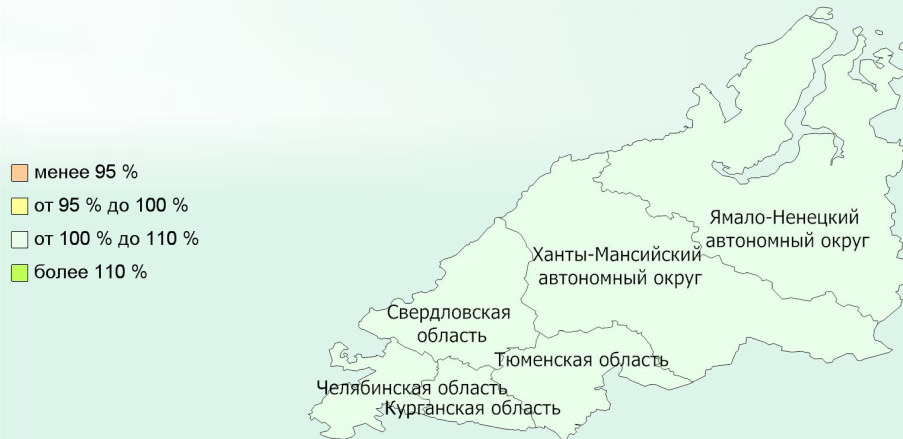 менее 95 %
от 95 % до 100 %
от 100 % до 110 %
более 110 %
Ямало-Ненецкий
автономный округ
Ханты-Мансийский
автономный округ
Свердловская
область
Тюменская область
Челябинская область
Курганская область